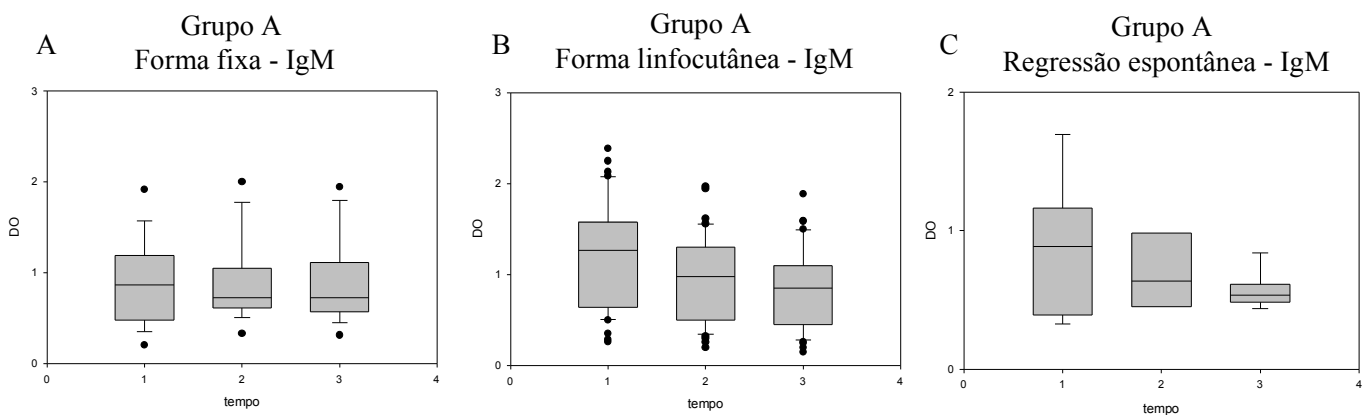 A
Grupo A
Forma fixa - IgM
3
2
1
0
DO
0 1 2 3 4
tempo
B
Grupo A
Forma linfocutânea - IgM
3
2
1
0
DO
0 1 2 3 4
tempo
C
Grupo A
Regressão espontânea - IgM
2
1
0
DO
0 1 2 3 4
tempo